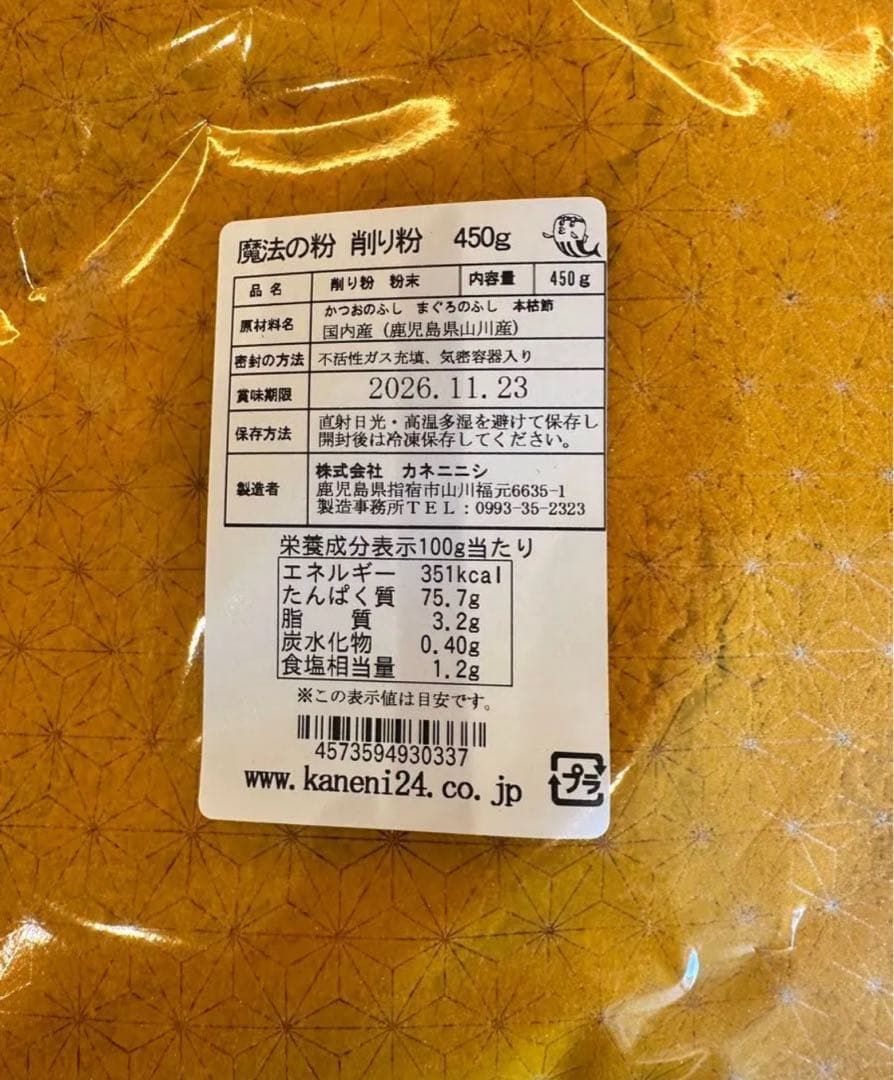 魔法の粉 削り粉 450g
品名 削り粉 粉末 内容量 450g
原材料名 かつおのふし まぐろのふし 本枯節
国内産（鹿児島県山川産）
密封の方法 不活性ガス充填、気密容器入り
賞味期限 2026.11.23
保存方法 直射日光・高温多湿を避けて保存し
開封後は冷凍保存してください。
製造者 株式会社 カネニニシ
鹿児島県指宿市山川福元6635-1
製造事務所TEL：0993-35-2323
栄養成分表示100g当たり
エネルギー 351kcal
たんぱく質 75.7g
脂質 3.2g
炭水化物 0.40g
食塩相当量 1.2g
※この表示値は目安です。
4573594930337
www.kaneni24.co.jp
プラ